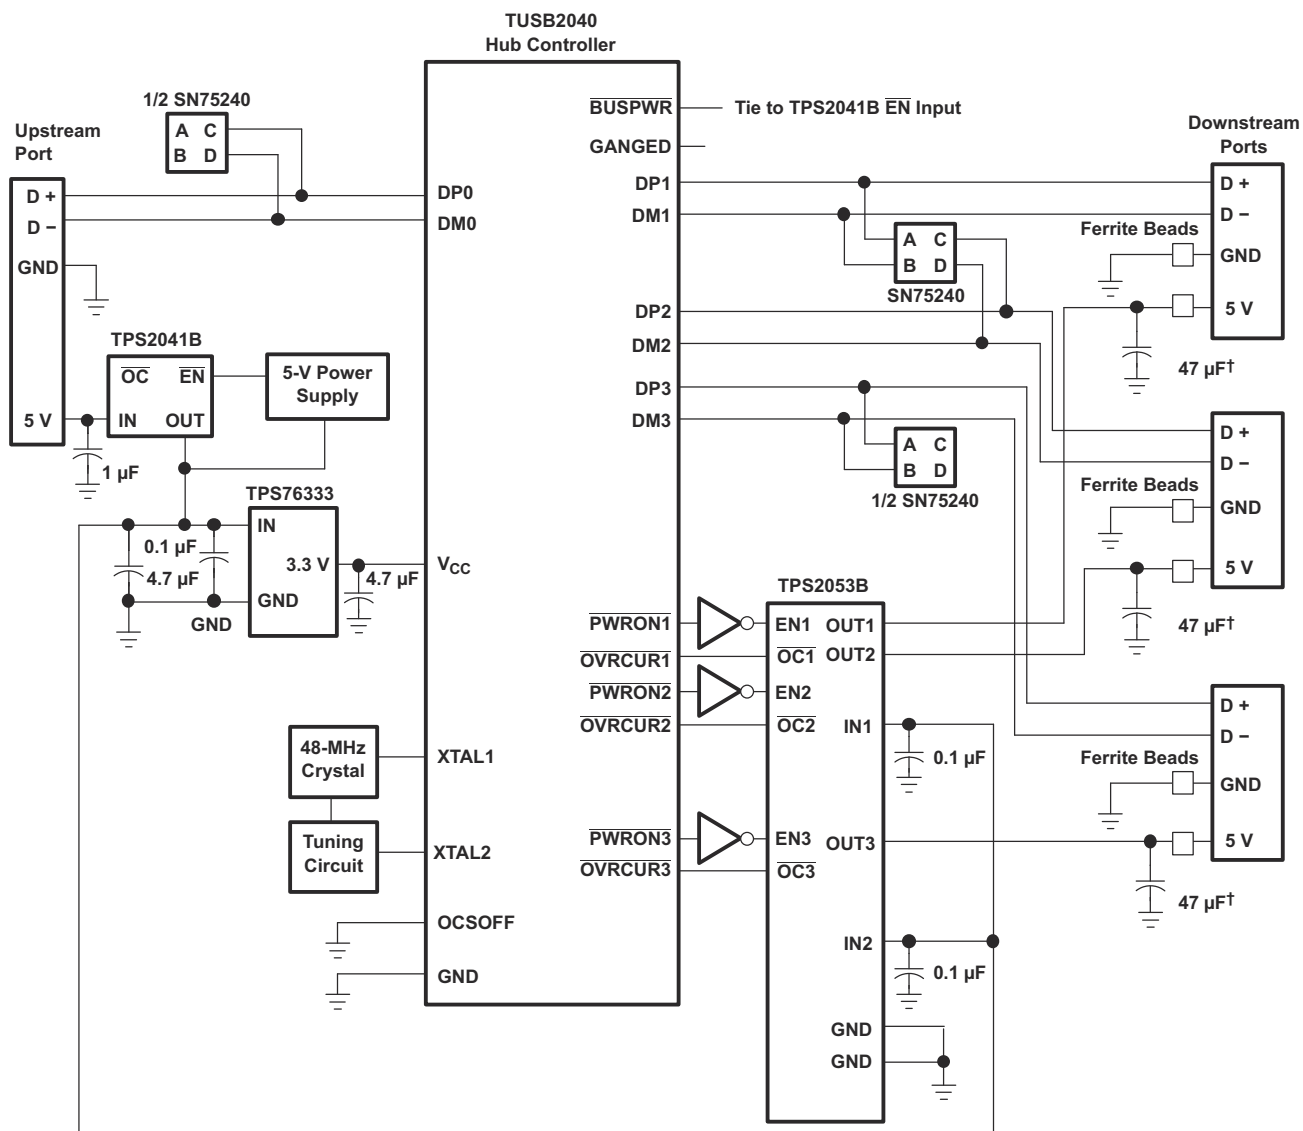 TUSB2040
Hub Controller
1/2 SN75240
A C
B D
Upstream
Port
D +
D −
GND
5 V
DP0
DM0
BUSPWR
Tie to TPS2041B EN Input
GANGED
DP1
DM1
Downstream
Ports
D +
D −
Ferrite Beads
GND
5 V
47 µF†
A C
B D
SN75240
DP2
DM2
DP3
DM3
A C
B D
1/2 SN75240
TPS2041B
OC EN
IN OUT
5-V Power
Supply
1 µF
TPS76333
IN
3.3 V
GND
0.1 µF
4.7 µF
GND
4.7 µF
VCC
D +
D −
Ferrite Beads
GND
5 V
47 µF†
TPS2053B
PWRON1
EN1
OUT1
OVRCUR1
OC1
OUT2
PWRON2
EN2
OVRCUR2
OC2
IN1
0.1 µF
48-MHz
Crystal
XTAL1
Tuning
Circuit
XTAL2
PWRON3
EN3
OUT3
OVRCUR3
OC3
D +
D −
Ferrite Beads
GND
5 V
47 µF†
OCSOFF
GND
IN2
0.1 µF
GND
GND